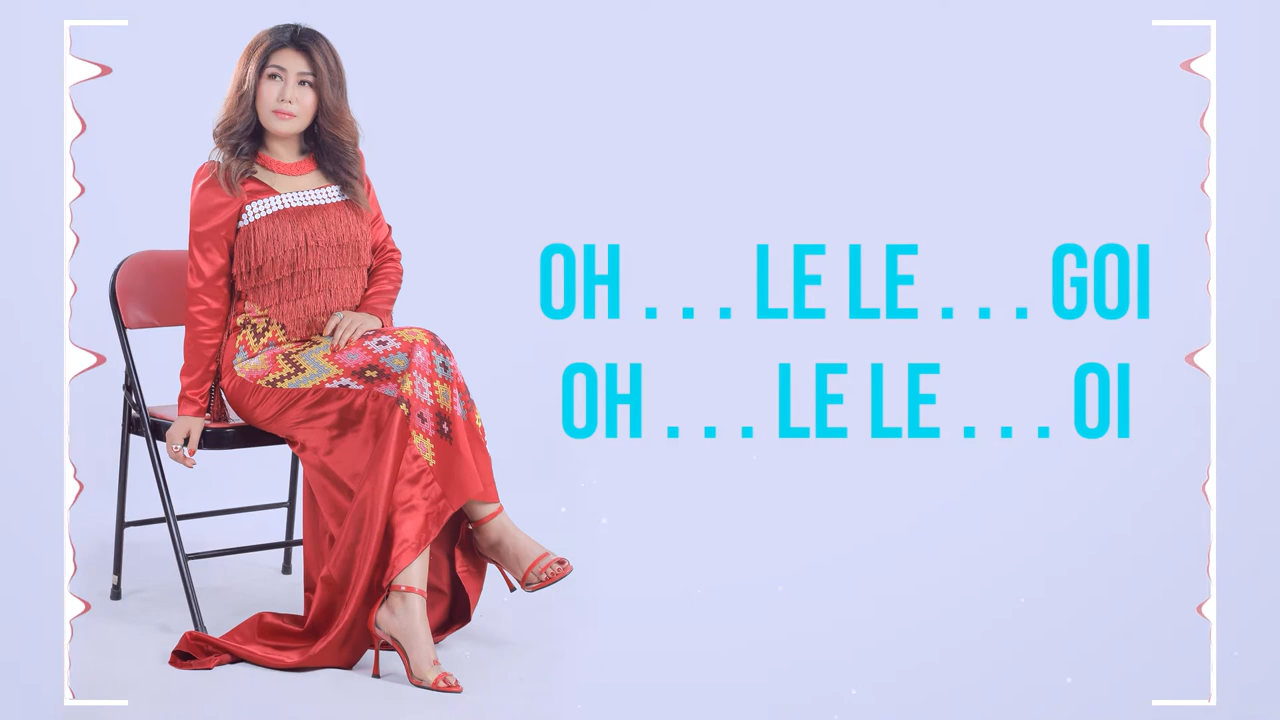 OH . . . LE LE . . . GOI
OH . . . LE LE . . . OI